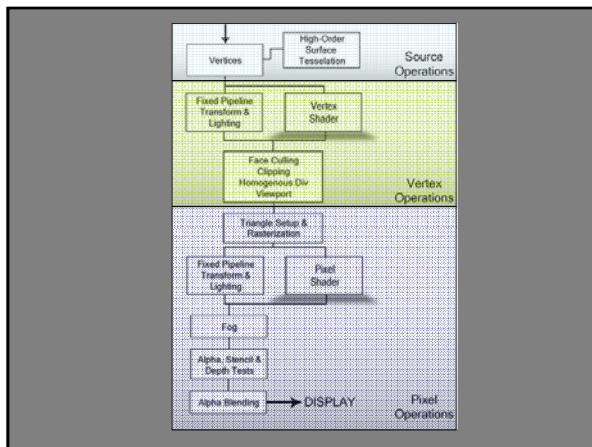 High-Order
Surface
Tesselation
Vertices
Source
Operations
Fixed Pipeline
Transform &
Lighting
Vertex
Shader
Face Culling
Clipping
Homogenous Div
Viewport
Vertex
Operations
Triangle Setup &
Rasterization
Fixed Pipeline
Transform &
Lighting
Pixel
Shader
Fog
Alpha, Stencil &
Depth Tests
Alpha Blending
DISPLAY
Pixel
Operations